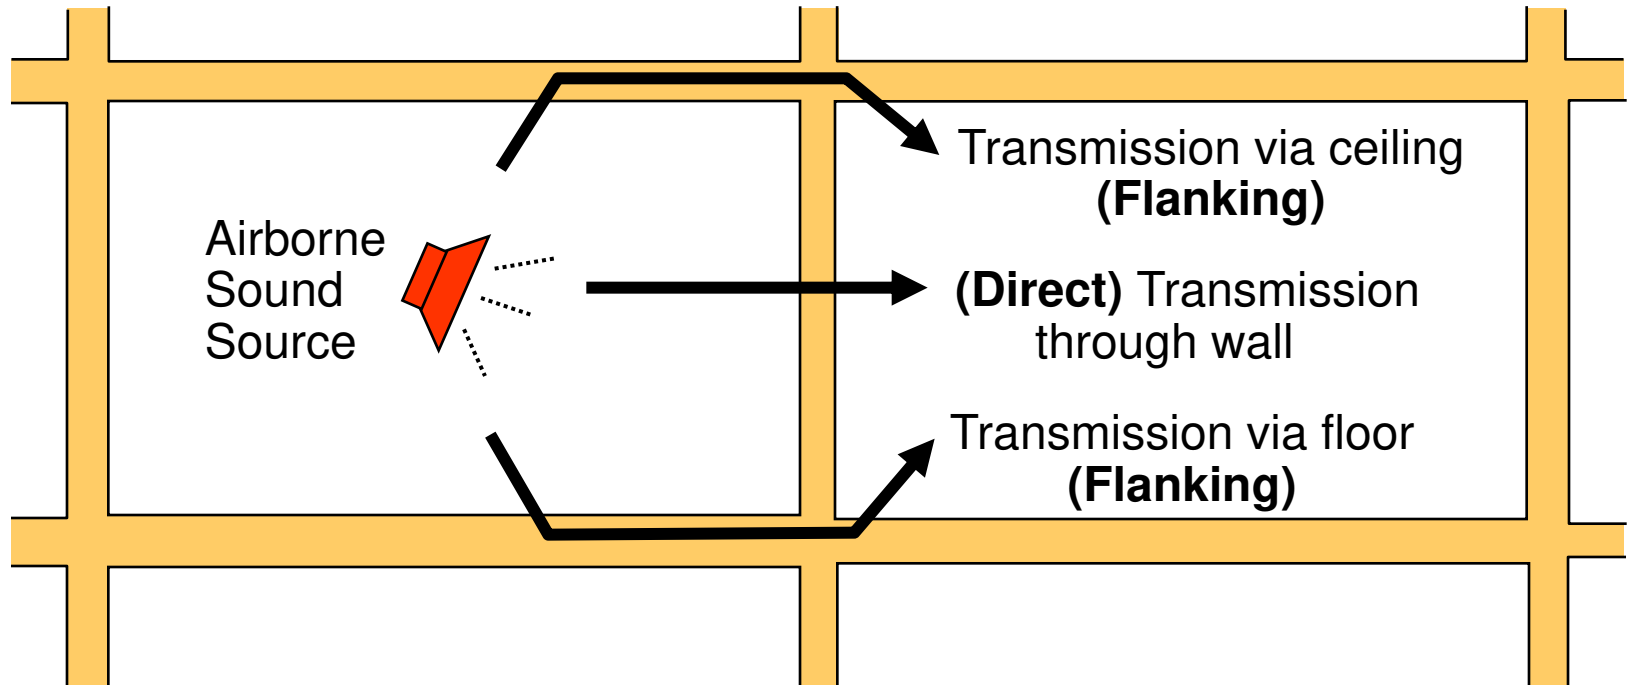 Airborne
Sound
Source
Transmission via ceiling
(Flanking)
(Direct) Transmission
through wall
Transmission via floor
(Flanking)